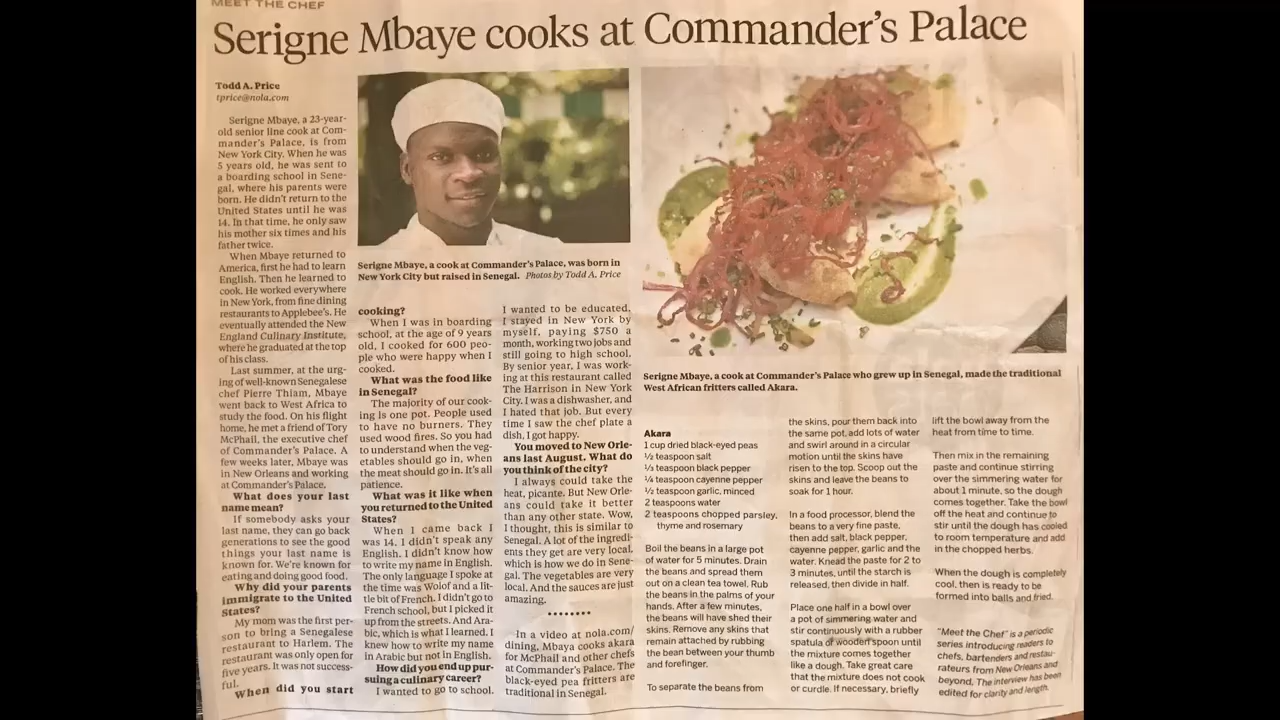 MEET THE CHEF
Serigne Mbaye cooks at Commander's Palace
Todd A. Price
tprice@nola.com
Serigne Mbaye, a 23-year-
old senior line cook at Com-
mander's Palace, is from
New York City. When he was
5 years old, he was sent to
a boarding school in Sene-
gal, where his parents were
born. He didn't return to the
United States until he was
14. In that time, he only saw
his mother six times and his
father twice.
When Mbaye returned to
America, first he had to learn
English. Then he learned to
cook. He worked everywhere
in New York, from fine dining
restaurants to Applebee's. He
eventually attended the New
England Culinary Institute,
where he graduated at the top
of his class.
Last summer, at the urg-
ing of well-known Senegalese
chef Pierre Thiam, Mbaye
went back to West Africa to
study the food. On his flight
home, he met a friend of Tory
McPhail, the executive chef
of Commander's Palace. A
few weeks later, Mbaye was
in New Orleans and working
at Commander's Palace.
What does your last
name mean?
If somebody asks your
last name, they can go back
generations to see the good
things your last name is
known for. We're known for
eating and doing good food.
Why did your parents
immigrate to the United
States?
My mom was the first per-
son to bring a Senegalese
restaurant to Harlem. The
restaurant was only open for
five years. It was not success-
ful.
When did you start
Serigne Mbaye, a cook at Commander's Palace, was born in
New York City but raised in Senegal. Photos by Todd A. Price
cooking?
When I was in boarding
school, at the age of 9 years
old, I cooked for 600 peo-
ple who were happy when I
cooked.
What was the food like
in Senegal?
The majority of our cook-
ing is one pot. People used
to have no burners. They
used wood fires. So you had
to understand when the veg-
etables should go in, when
the meat should go in. It's all
patience.
What was it like when
you returned to the United
States?
When I came back I
was 14. I didn't speak any
English. I didn't know how
to write my name in English.
The only language I spoke at
the time was Wolof and a lit-
tle bit of French. I didn't go to
French school, but I picked it
up from the streets. And Ara-
bic, which is what I learned. I
knew how to write my name
in Arabic but not in English.
How did you end up pur-
suing a culinary career?
I wanted to go to school.
I wanted to be educated.
I stayed in New York by
myself, paying $750 a
month, working two jobs and
still going to high school.
By senior year, I was work-
ing at this restaurant called
The Harrison in New York
City. I was a dishwasher, and
I hated that job. But every
time I saw the chef plate a
dish, I got happy.
You moved to New Orle-
ans last August. What do
you think of the city?
I always could take the
heat, picante. But New Orle-
ans could take it better
than any other state. Wow,
I thought, this is similar to
Senegal. A lot of the ingredi-
ents they get are very local,
which is how we do in Sene-
gal. The vegetables are very
local. And the sauces are just
amazing.
••••••••
In a video at nola.com/
dining, Mbaye cooks akara
for McPhail and other chefs
at Commander's Palace. The
black-eyed pea fritters are
traditional in Senegal.
Serigne Mbaye, a cook at Commander's Palace who grew up in Senegal, made the traditional
West African fritters called Akara.
Akara
1 cup dried black-eyed peas
½ teaspoon salt
⅓ teaspoon black pepper
¼ teaspoon cayenne pepper
½ teaspoon garlic, minced
2 teaspoons water
2 teaspoons chopped parsley,
thyme and rosemary
Boil the beans in a large pot
of water for 5 minutes. Drain
the beans and spread them
out on a clean tea towel. Rub
the beans in the palms of your
hands. After a few minutes,
the beans will have shed their
skins. Remove any skins that
remain attached by rubbing
the bean between your thumb
and forefinger.
To separate the beans from
the skins, pour them back into
the same pot, add lots of water
and swirl around in a circular
motion until the skins have
risen to the top. Scoop out the
skins and leave the beans to
soak for 1 hour.
In a food processor, blend the
beans to a very fine paste,
then add salt, black pepper,
cayenne pepper, garlic and the
water. Knead the paste for 2 to
3 minutes, until the starch is
released, then divide in half.
Place one half in a bowl over
a pot of simmering water and
stir continuously with a rubber
spatula or wooden spoon until
the mixture comes together
like a dough. Take great care
that the mixture does not cook
or curdle. If necessary, briefly
lift the bowl away from the
heat from time to time.
Then mix in the remaining
paste and continue stirring
over the simmering water for
about 1 minute, so the dough
comes together. Take the bowl
off the heat and continue to
stir until the dough has cooled
to room temperature and add
in the chopped herbs.
When the dough is completely
cool, then is ready to be
formed into balls and fried.
"Meet the Chef" is a periodic
series introducing readers to
chefs, bartenders and restau-
rateurs from New Orleans and
beyond. The interview has been
edited for clarity and length.